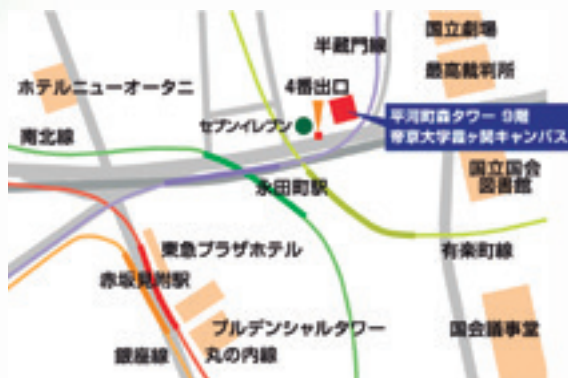 国立劇場
半蔵門線
最高裁判所
4番出口
ホテルニューオータニ
平河町森タワー 9階
帝京大学霞ヶ関キャンパス
セブンイレブン
南北線
国立国会
図書館
永田町駅
東急プラザホテル
有楽町線
赤坂見附駅
プルデンシャルタワー
国会議事堂
銀座線
丸の内線